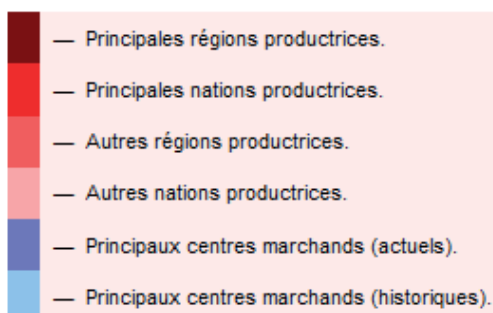 — Principales régions productrices.
— Principales nations productrices.
— Autres régions productrices.
— Autres nations productrices.
— Principaux centres marchands (actuels).
— Principaux centres marchands (historiques).